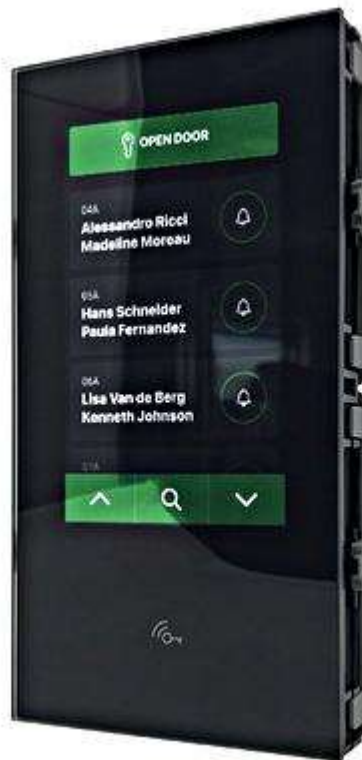 OPEN DOOR
04A
Alessandro Ricci
Madeline Moreau
05A
Hans Schneider
Paula Fernandez
06A
Lisa Van de Berg
Kenneth Johnson
07A